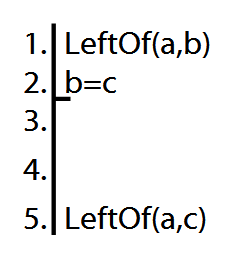 1. LeftOf(a,b)
2. b=c
3.
4.
5. LeftOf(a,c)